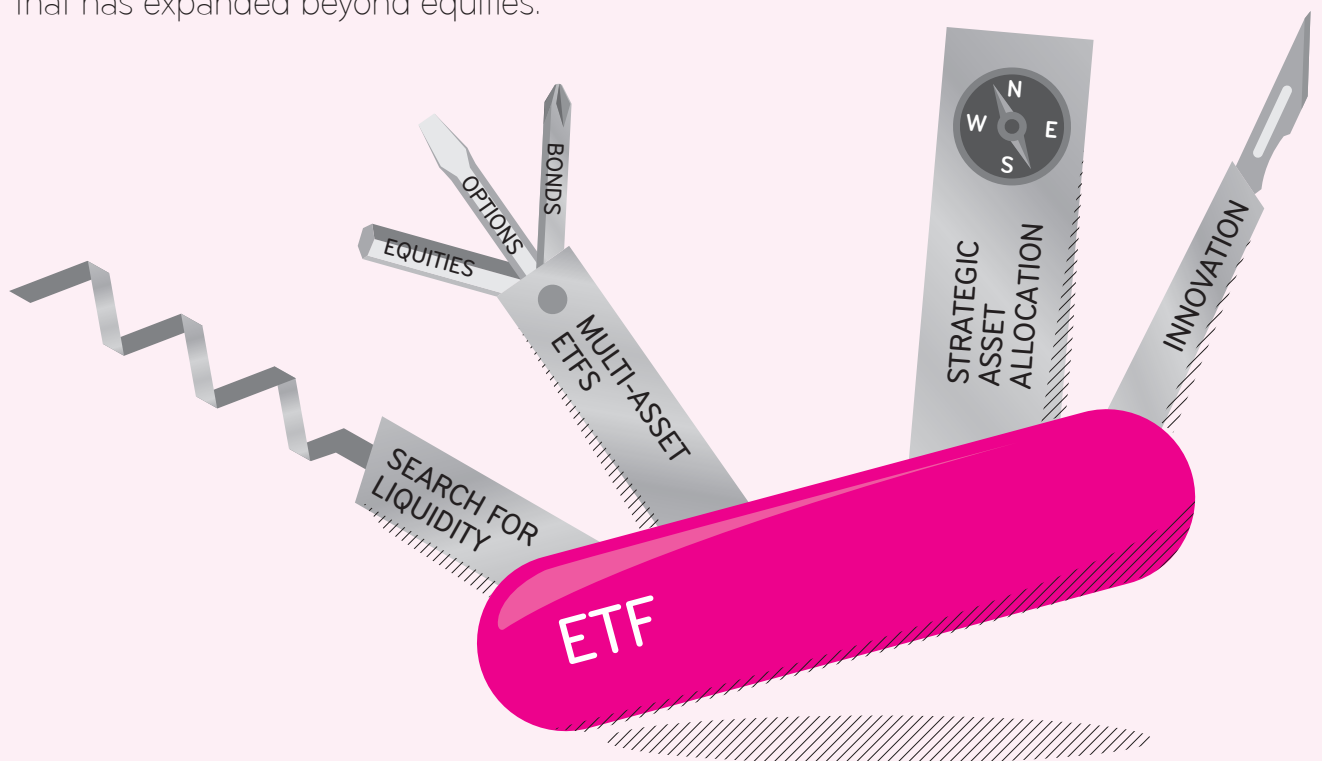 that has expanded beyond equities.
N
W
E
S
BONDS
OPTIONS
EQUITIES
MULTI-ASSET
ETFS
STRATEGIC
ASSET
ALLOCATION
INNOVATION
SEARCH FOR
LIQUIDITY
ETF